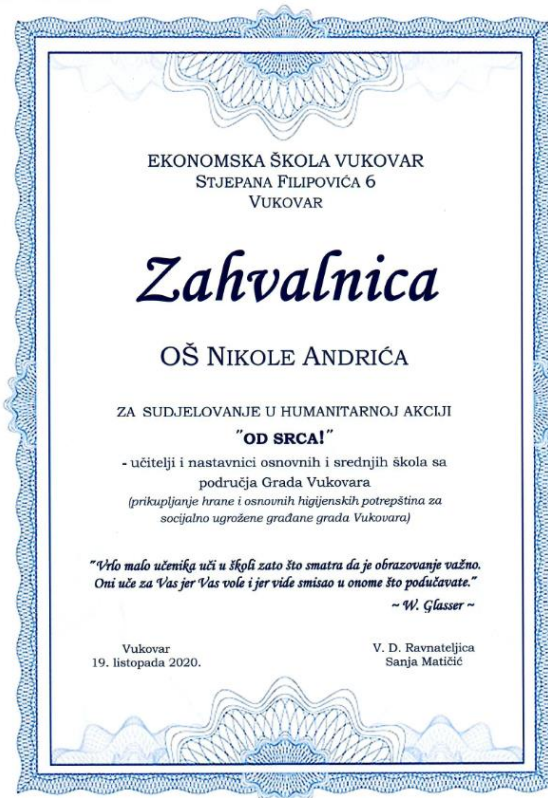 EKONOMSKA ŠKOLA VUKOVAR
STJEPANA FILIPOVIĆA 6
VUKOVAR
Zahvalnica
OŠ NIKOLE ANDRIĆA
ZA SUDJELOVANJE U HUMANITARNOJ AKCIJI
"OD SRCA!"
- učitelji i nastavnici osnovnih i srednjih škola sa
područja Grada Vukovara
(prikupljanje hrane i osnovnih higijenskih potrepština za
socijalno ugrožene građane grada Vukovara)
"Vrlo malo učenika uči u školi zato što smatra da je obrazovanje važno.
Oni uče za Vas jer Vas vole i jer vide smisao u onome što podučavate."
~ W. Glasser ~
Vukovar
19. listopada 2020.
V. D. Ravnateljica
Sanja Matičić